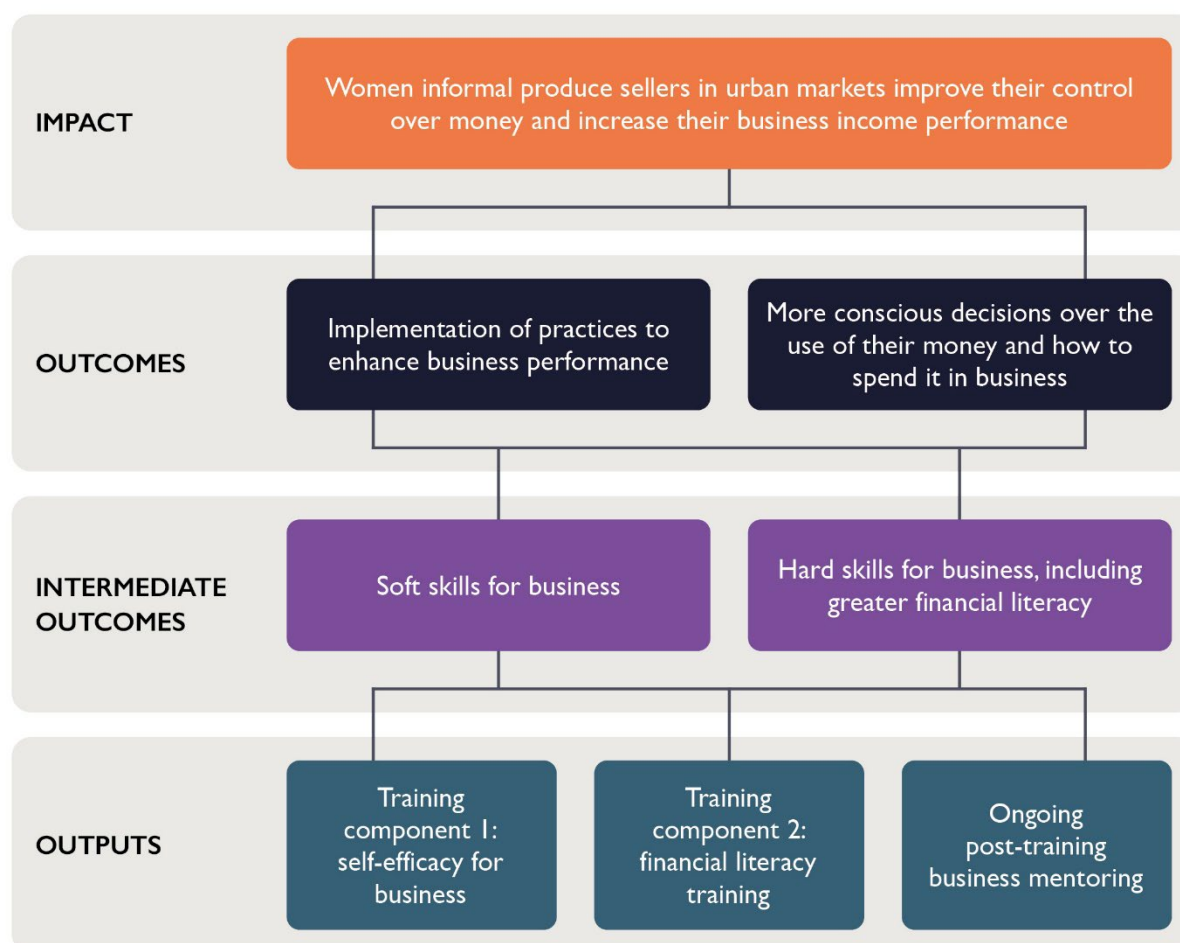 IMPACT
Women informal produce sellers in urban markets improve their control
over money and increase their business income performance
OUTCOMES
Implementation of practices to
enhance business performance
More conscious decisions over the
use of their money and how to
spend it in business
INTERMEDIATE
OUTCOMES
Soft skills for business
Hard skills for business, including
greater financial literacy
OUTPUTS
Training
component 1:
self-efficacy for
business
Training
component 2:
financial literacy
training
Ongoing
post-training
business mentoring